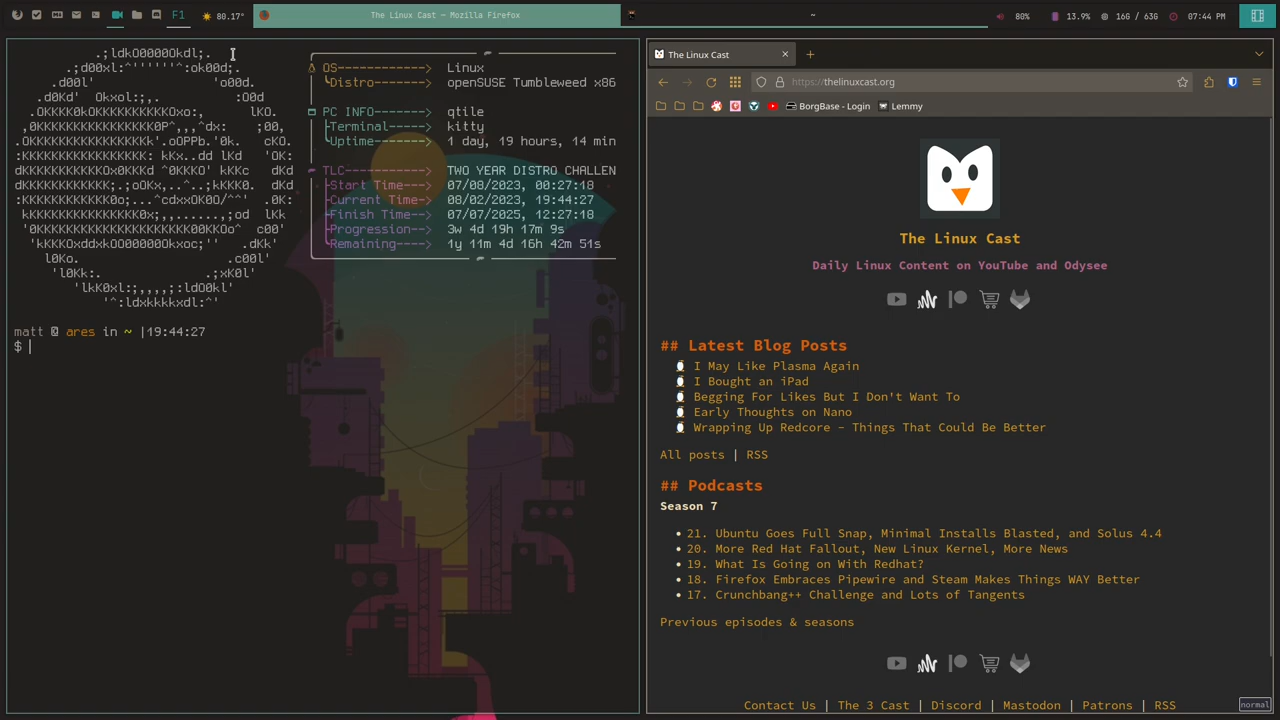 F1
80.17°
The Linux Cast — Mozilla Firefox
~
80%
13.9%
16G / 63G
07:44 PM
OS------------> Linux
Distro------> openSUSE Tumbleweed x86
PC INFO-------> qtile
Terminal----> kitty
Uptime------> 1 day, 19 hours, 14 min
TLC-----------> TWO YEAR DISTRO CHALLEN
Start Time---> 07/08/2023, 00:27:18
Current Time-> 08/02/2023, 19:44:27
Finish Time--> 07/07/2025, 12:27:18
Progression--> 3w 4d 19h 17m 9s
Remaining----> 1y 11m 4d 16h 42m 51s
matt ares in ~ |19:44:27
$
The Linux Cast
https://thelinuxcast.org
BorgBase - Login
Lemmy
The Linux Cast
Daily Linux Content on YouTube and Odysee
## Latest Blog Posts
I May Like Plasma Again
I Bought an iPad
Begging For Likes But I Don't Want To
Early Thoughts on Nano
Wrapping Up Redcore – Things That Could Be Better
All posts | RSS
## Podcasts
Season 7
21. Ubuntu Goes Full Snap, Minimal Installs Blasted, and Solus 4.4
20. More Red Hat Fallout, New Linux Kernel, More News
19. What Is Going on With Redhat?
18. Firefox Embraces Pipewire and Steam Makes Things WAY Better
17. Crunchbang++ Challenge and Lots of Tangents
Previous episodes & seasons
Contact Us | The 3 Cast | Discord | Mastodon | Patrons | RSS
normal